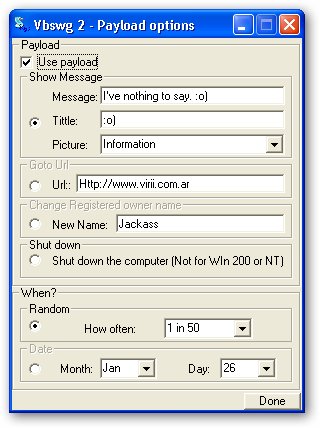 Vbswg 2 - Payload options
Payload
Use payload
Show Message
Message: I've nothing to say. :o)
Tittle: :o)
Picture: Information
Goto Url
Url:: Http://www.virii.com.ar
Change Registered owner name
New Name: Jackass
Shut down
Shut down the computer (Not for WIn 200 or NT)
When?
Random
How often: 1 in 50
Date
Month: Jan Day: 26
Done